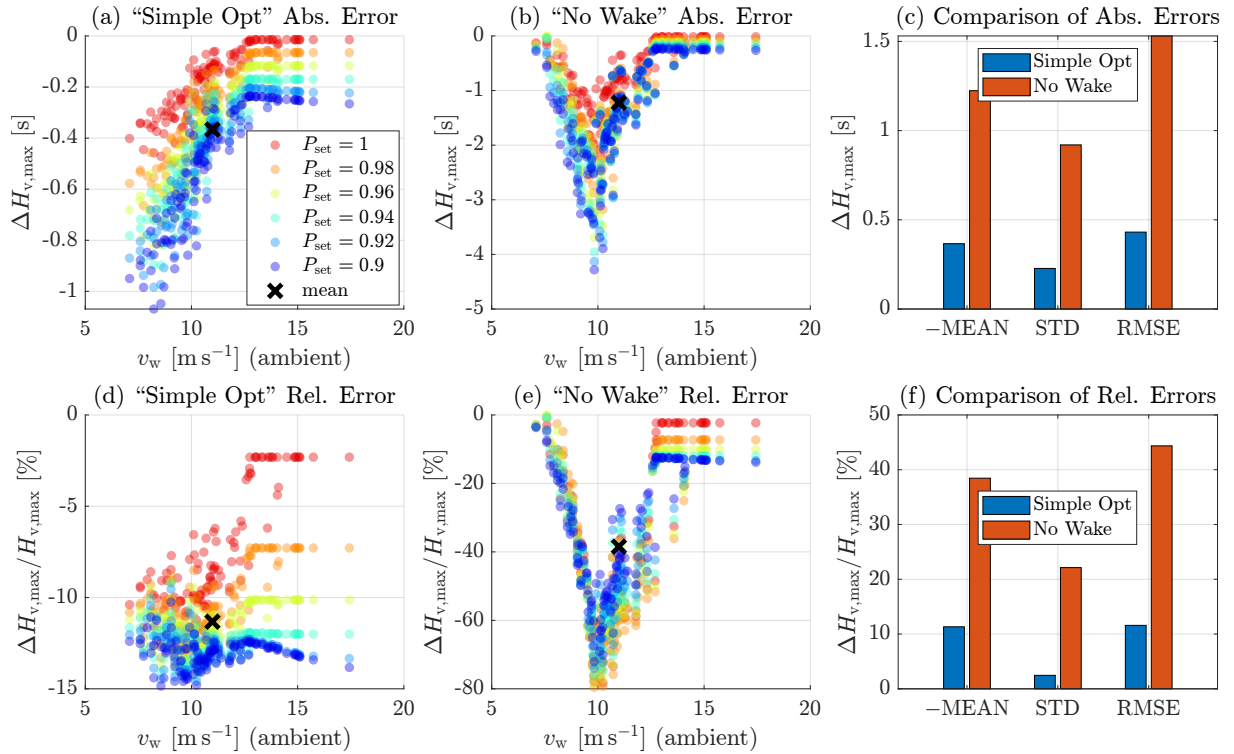 (a) “Simple Opt” Abs. Error
0
-0.2
-0.4
-0.6
-0.8
-1
ΔH_v,max [s]
5 10 15 20
v_w [m s⁻¹] (ambient)
P_set = 1
P_set = 0.98
P_set = 0.96
P_set = 0.94
P_set = 0.92
P_set = 0.9
mean
(b) “No Wake” Abs. Error
0
-1
-2
-3
-4
-5
ΔH_v,max [s]
5 10 15 20
v_w [m s⁻¹] (ambient)
(c) Comparison of Abs. Errors
1.5
1
0.5
0
ΔH_v,max [s]
Simple Opt
No Wake
−MEAN STD RMSE
(d) “Simple Opt” Rel. Error
0
-5
-10
-15
ΔH_v,max/H_v,max [%]
5 10 15 20
v_w [m s⁻¹] (ambient)
(e) “No Wake” Rel. Error
0
-20
-40
-60
-80
ΔH_v,max/H_v,max [%]
5 10 15 20
v_w [m s⁻¹] (ambient)
(f) Comparison of Rel. Errors
50
40
30
20
10
0
ΔH_v,max/H_v,max [%]
Simple Opt
No Wake
−MEAN STD RMSE